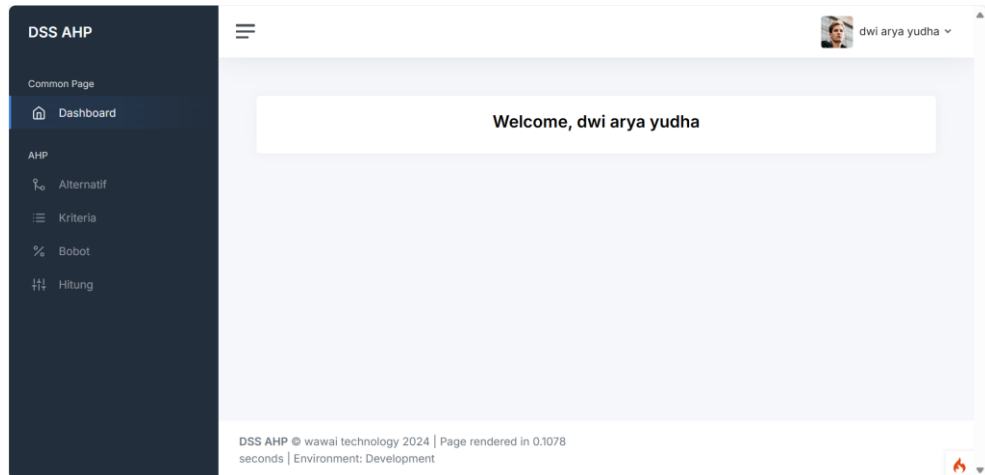 DSS AHP
dwi arya yudha
Common Page
Dashboard
Welcome, dwi arya yudha
AHP
Alternatif
Kriteria
Bobot
Hitung
DSS AHP © wawai technology 2024 | Page rendered in 0.1078
seconds | Environment: Development